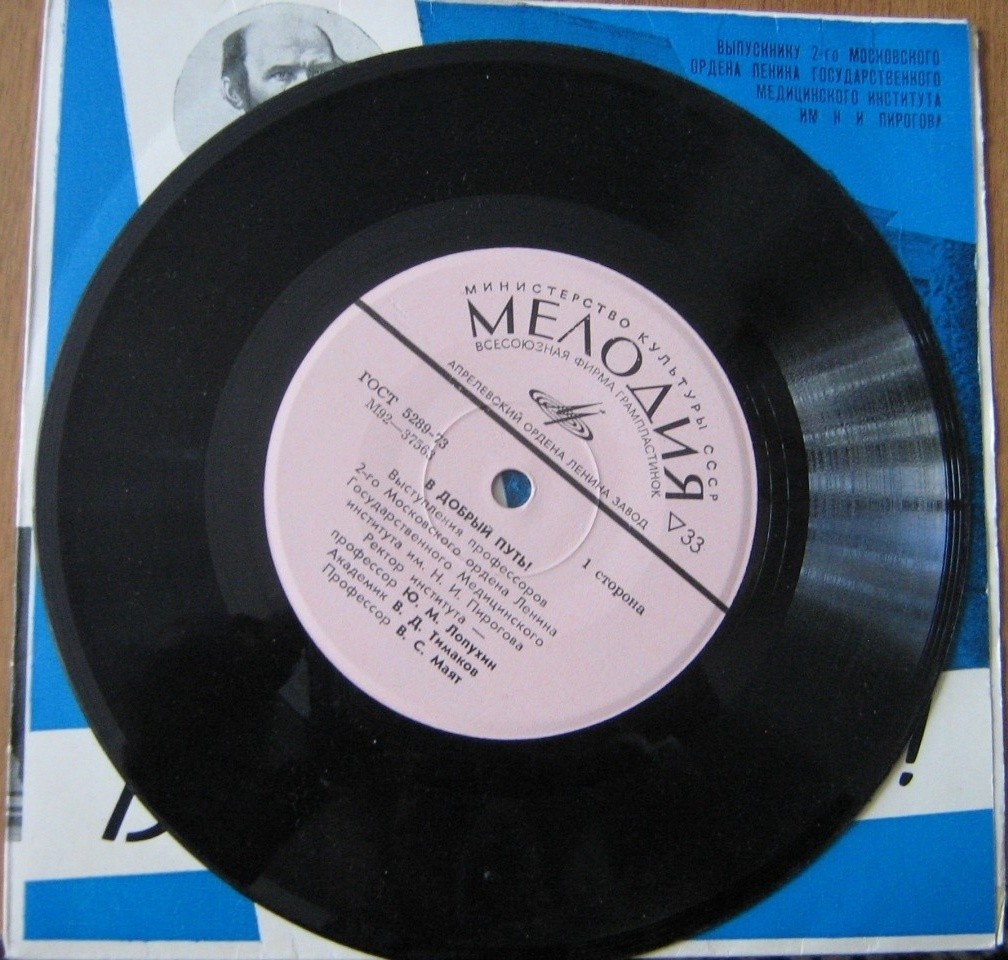 ВЫПУСКНИКУ 2-го МОСКОВСКОГО
ОРДЕНА ЛЕНИНА ГОСУДАРСТВЕННОГО
МЕДИЦИНСКОГО ИНСТИТУТА
ИМ Н И ПИРОГОВА
МИНИСТЕРСТВО КУЛЬТУРЫ СССР
МЕЛОДИЯ
ВСЕСОЮЗНАЯ ФИРМА ГРАМПЛАСТИНОК
АПРЕЛЕВСКИЙ ОРДЕНА ЛЕНИНА ЗАВОД
33
ГОСТ 5289-73
М92—37563
1 сторона
В ДОБРЫЙ ПУТЬ!
Выступления профессоров
2-го Московского ордена Ленина
Государственного Медицинского
института им. Н. И. Пирогова
Ректор института —
профессор Ю. М. Лопухин
Академик В. Д. Тимаков
Профессор В. С. Маят
!